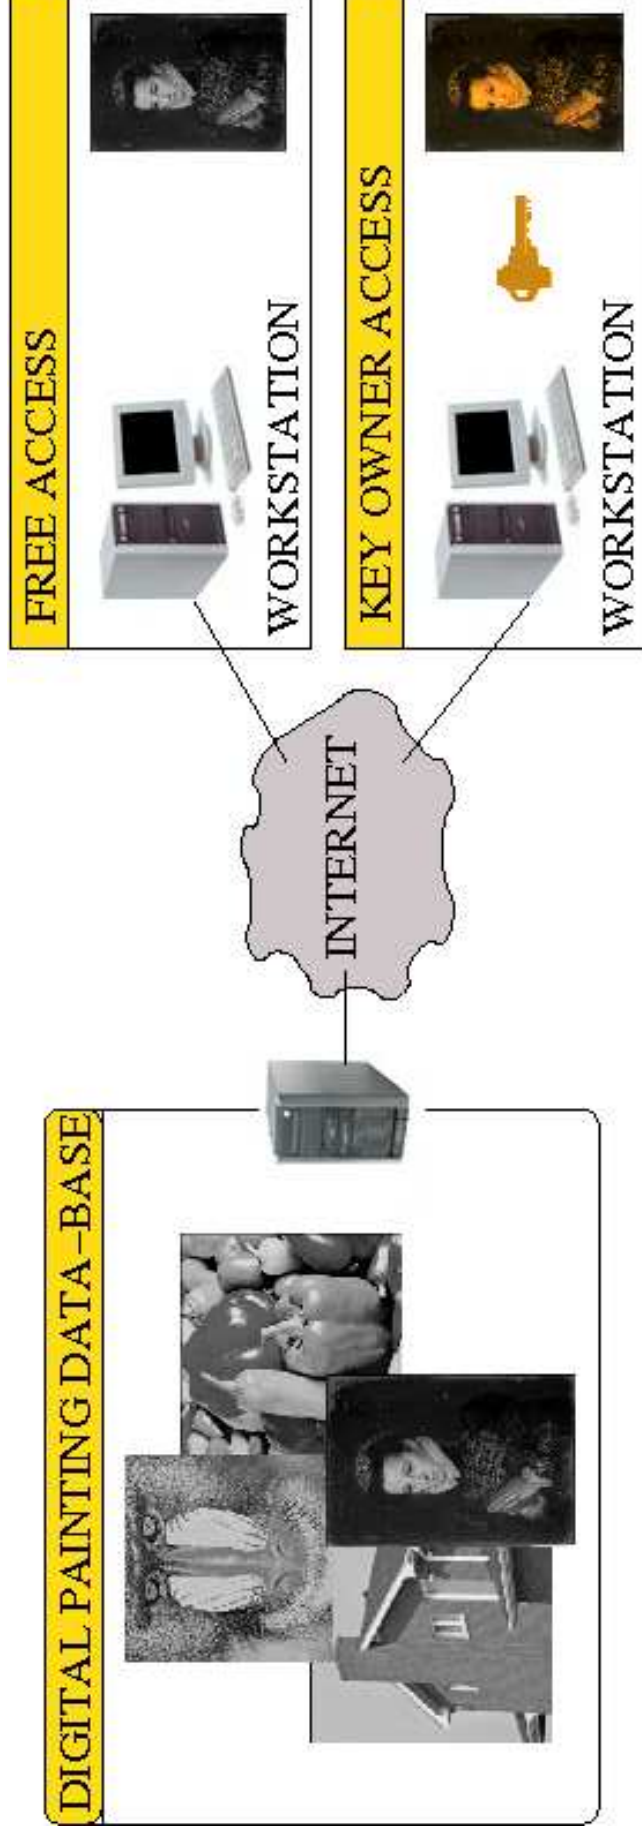 DIGITAL PAINTING DATA–BASE
INTERNET
FREE ACCESS
WORKSTATION
KEY OWNER ACCESS
WORKSTATION